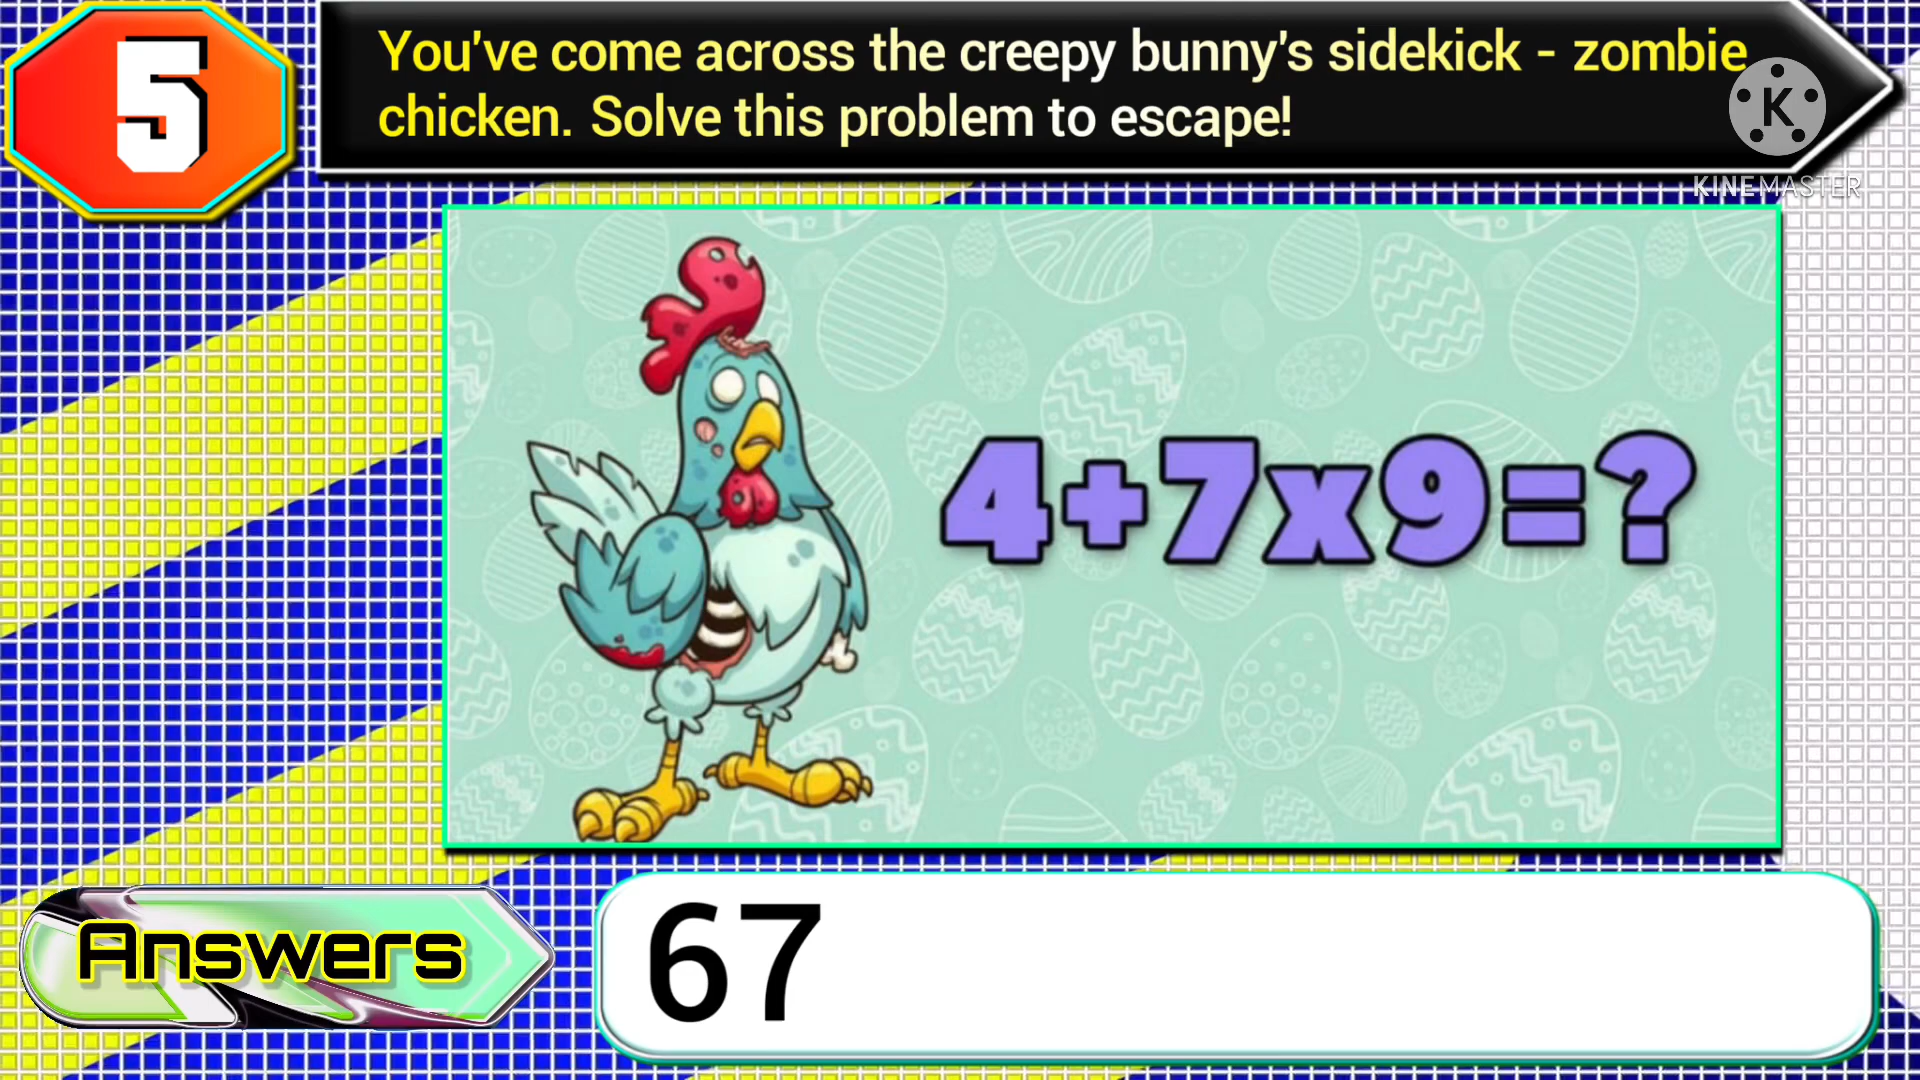 5
You've come across the creepy bunny's sidekick - zombie
chicken. Solve this problem to escape!
K
KINEMASTER
4+7x9=?
Answers
67